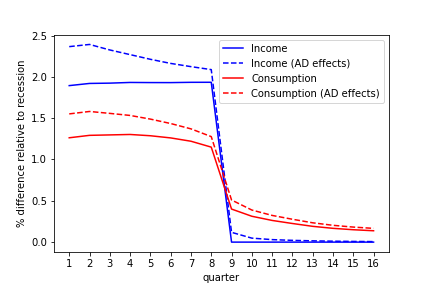 2.5
2.0
1.5
1.0
0.5
0.0
% difference relative to recession
Income
Income (AD effects)
Consumption
Consumption (AD effects)
1 2 3 4 5 6 7 8 9 10 11 12 13 14 15 16
quarter